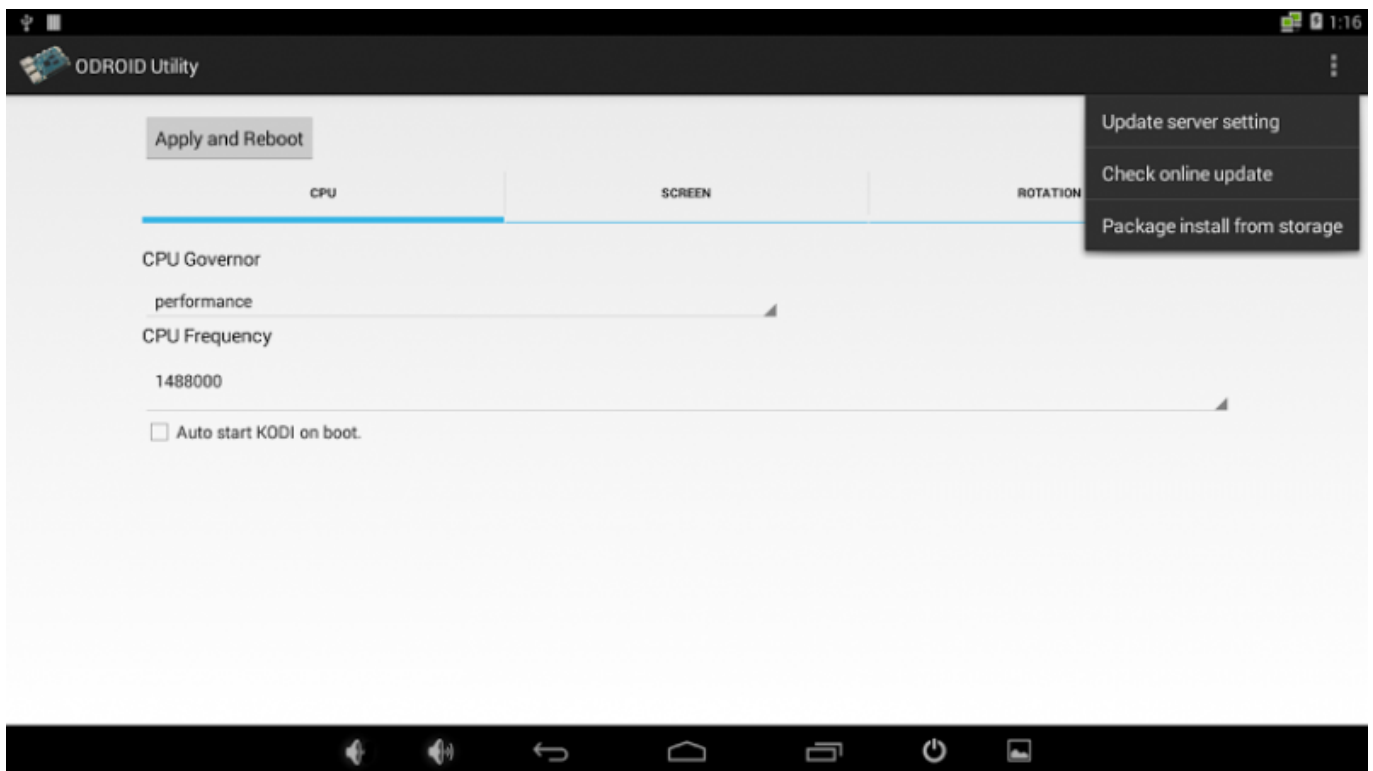 1:16
ODROID Utility
Apply and Reboot
Update server setting
Check online update
Package install from storage
CPU
SCREEN
ROTATION
CPU Governor
performance
CPU Frequency
1488000
Auto start KODI on boot.